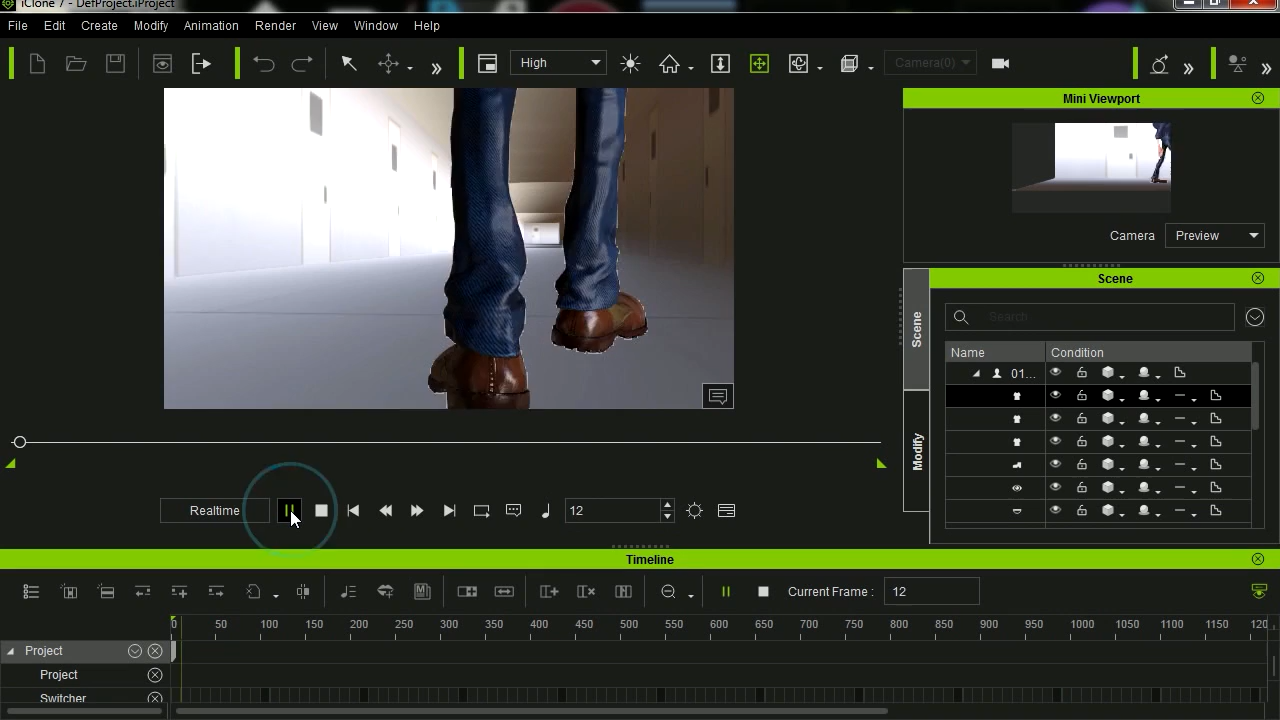 iClone 7 - DefProject.iProject
File Edit Create Modify Animation Render View Window Help
High Camera(0)
Mini Viewport
Camera Preview
Scene
Search
Scene
Modify
Name Condition
01...
Realtime 12
Timeline
Current Frame : 12
0 50 100 150 200 250 300 350 400 450 500 550 600 650 700 750 800 850 900 950 1000 1050 1100 1150 120
Project
Project
Switcher